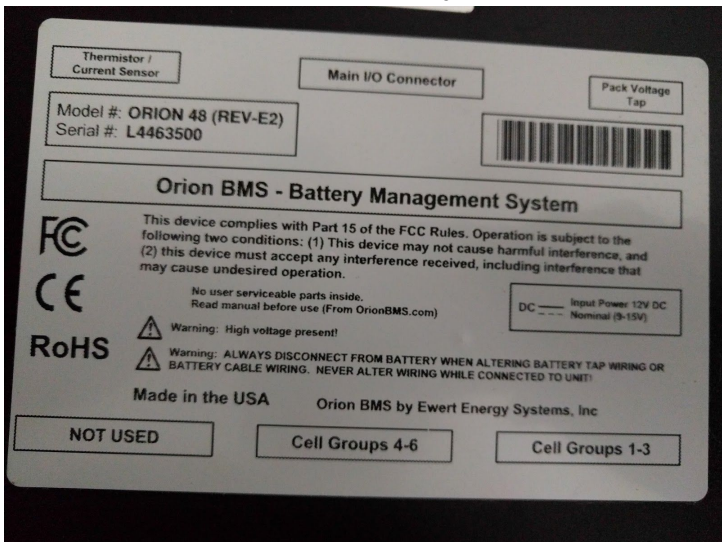 Thermistor /
Current Sensor
Main I/O Connector
Pack Voltage
Tap
Model #: ORION 48 (REV-E2)
Serial #: L4463500
Orion BMS - Battery Management System
FC
This device complies with Part 15 of the FCC Rules. Operation is subject to the
following two conditions: (1) This device may not cause harmful interference, and
(2) this device must accept any interference received, including interference that
may cause undesired operation.
CE
No user serviceable parts inside.
Read manual before use (From OrionBMS.com)
DC
Input Power 12V DC
Nominal (9-15V)
RoHS
Warning: High voltage present!
Warning: ALWAYS DISCONNECT FROM BATTERY WHEN ALTERING BATTERY TAP WIRING OR
BATTERY CABLE WIRING. NEVER ALTER WIRING WHILE CONNECTED TO UNIT!
Made in the USA
Orion BMS by Ewert Energy Systems, Inc
NOT USED
Cell Groups 4-6
Cell Groups 1-3